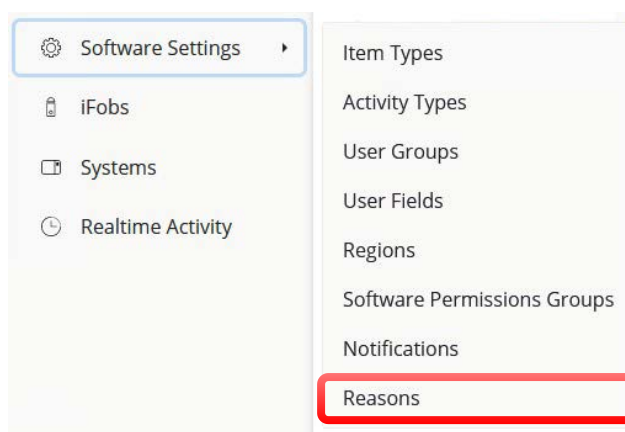 Software Settings
iFobs
Systems
Realtime Activity
Item Types
Activity Types
User Groups
User Fields
Regions
Software Permissions Groups
Notifications
Reasons